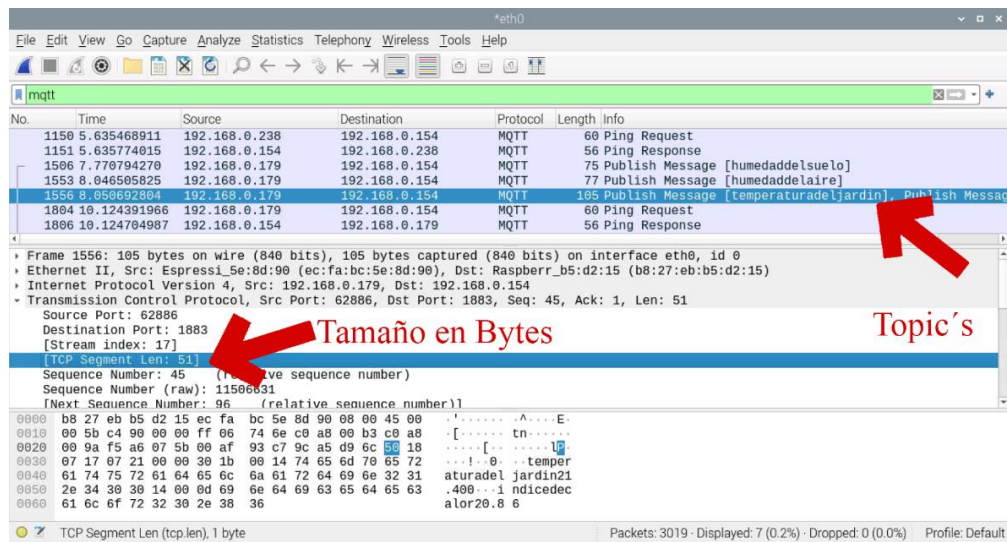 *eth0
File Edit View Go Capture Analyze Statistics Telephony Wireless Tools Help
mqtt
No. Time Source Destination Protocol Length Info
1150 5.635468911 192.168.0.238 192.168.0.154 MQTT 60 Ping Request
1151 5.635774015 192.168.0.154 192.168.0.238 MQTT 56 Ping Response
1506 7.770794270 192.168.0.179 192.168.0.154 MQTT 75 Publish Message [humedaddelsuelo]
1553 8.046505825 192.168.0.179 192.168.0.154 MQTT 77 Publish Message [humedaddelaire]
1556 8.050692804 192.168.0.179 192.168.0.154 MQTT 105 Publish Message [temperaturadeljardin], Publish Messag
1804 10.124391966 192.168.0.179 192.168.0.154 MQTT 60 Ping Request
1806 10.124704987 192.168.0.154 192.168.0.179 MQTT 56 Ping Response
Frame 1556: 105 bytes on wire (840 bits), 105 bytes captured (840 bits) on interface eth0, id 0
Ethernet II, Src: Espressi_5e:8d:90 (ec:fa:bc:5e:8d:90), Dst: Raspberr_b5:d2:15 (b8:27:eb:b5:d2:15)
Internet Protocol Version 4, Src: 192.168.0.179, Dst: 192.168.0.154
Transmission Control Protocol, Src Port: 62886, Dst Port: 1883, Seq: 45, Ack: 1, Len: 51
Source Port: 62886
Destination Port: 1883
Tamaño en Bytes
Topic´s
[Stream index: 17]
[TCP Segment Len: 51]
Sequence Number: 45 (relative sequence number)
Sequence Number (raw): 11506631
[Next Sequence Number: 96 (relative sequence number)]
0000 b8 27 eb b5 d2 15 ec fa bc 5e 8d 90 08 00 45 00 ·'······ ·^····E·
0010 00 5b c4 90 00 00 ff 06 74 6e c0 a8 00 b3 c0 a8 ·[······ tn······
0020 00 9a f5 a6 07 5b 00 af 93 c7 9c a5 d9 6c 50 18 ·····[·· ·····lP·
0030 07 17 07 21 00 00 30 1b 00 14 74 65 6d 70 65 72 ···!··0· ··temper
0040 61 74 75 72 61 64 65 6c 6a 61 72 64 69 6e 32 31 aturadel jardin21
0050 2e 34 30 30 14 00 0d 69 6e 64 69 63 65 64 65 63 .400···i ndicedec
0060 61 6c 6f 72 32 30 2e 38 36 alor20.8 6
TCP Segment Len (tcp.len), 1 byte Packets: 3019 · Displayed: 7 (0.2%) · Dropped: 0 (0.0%) Profile: Default